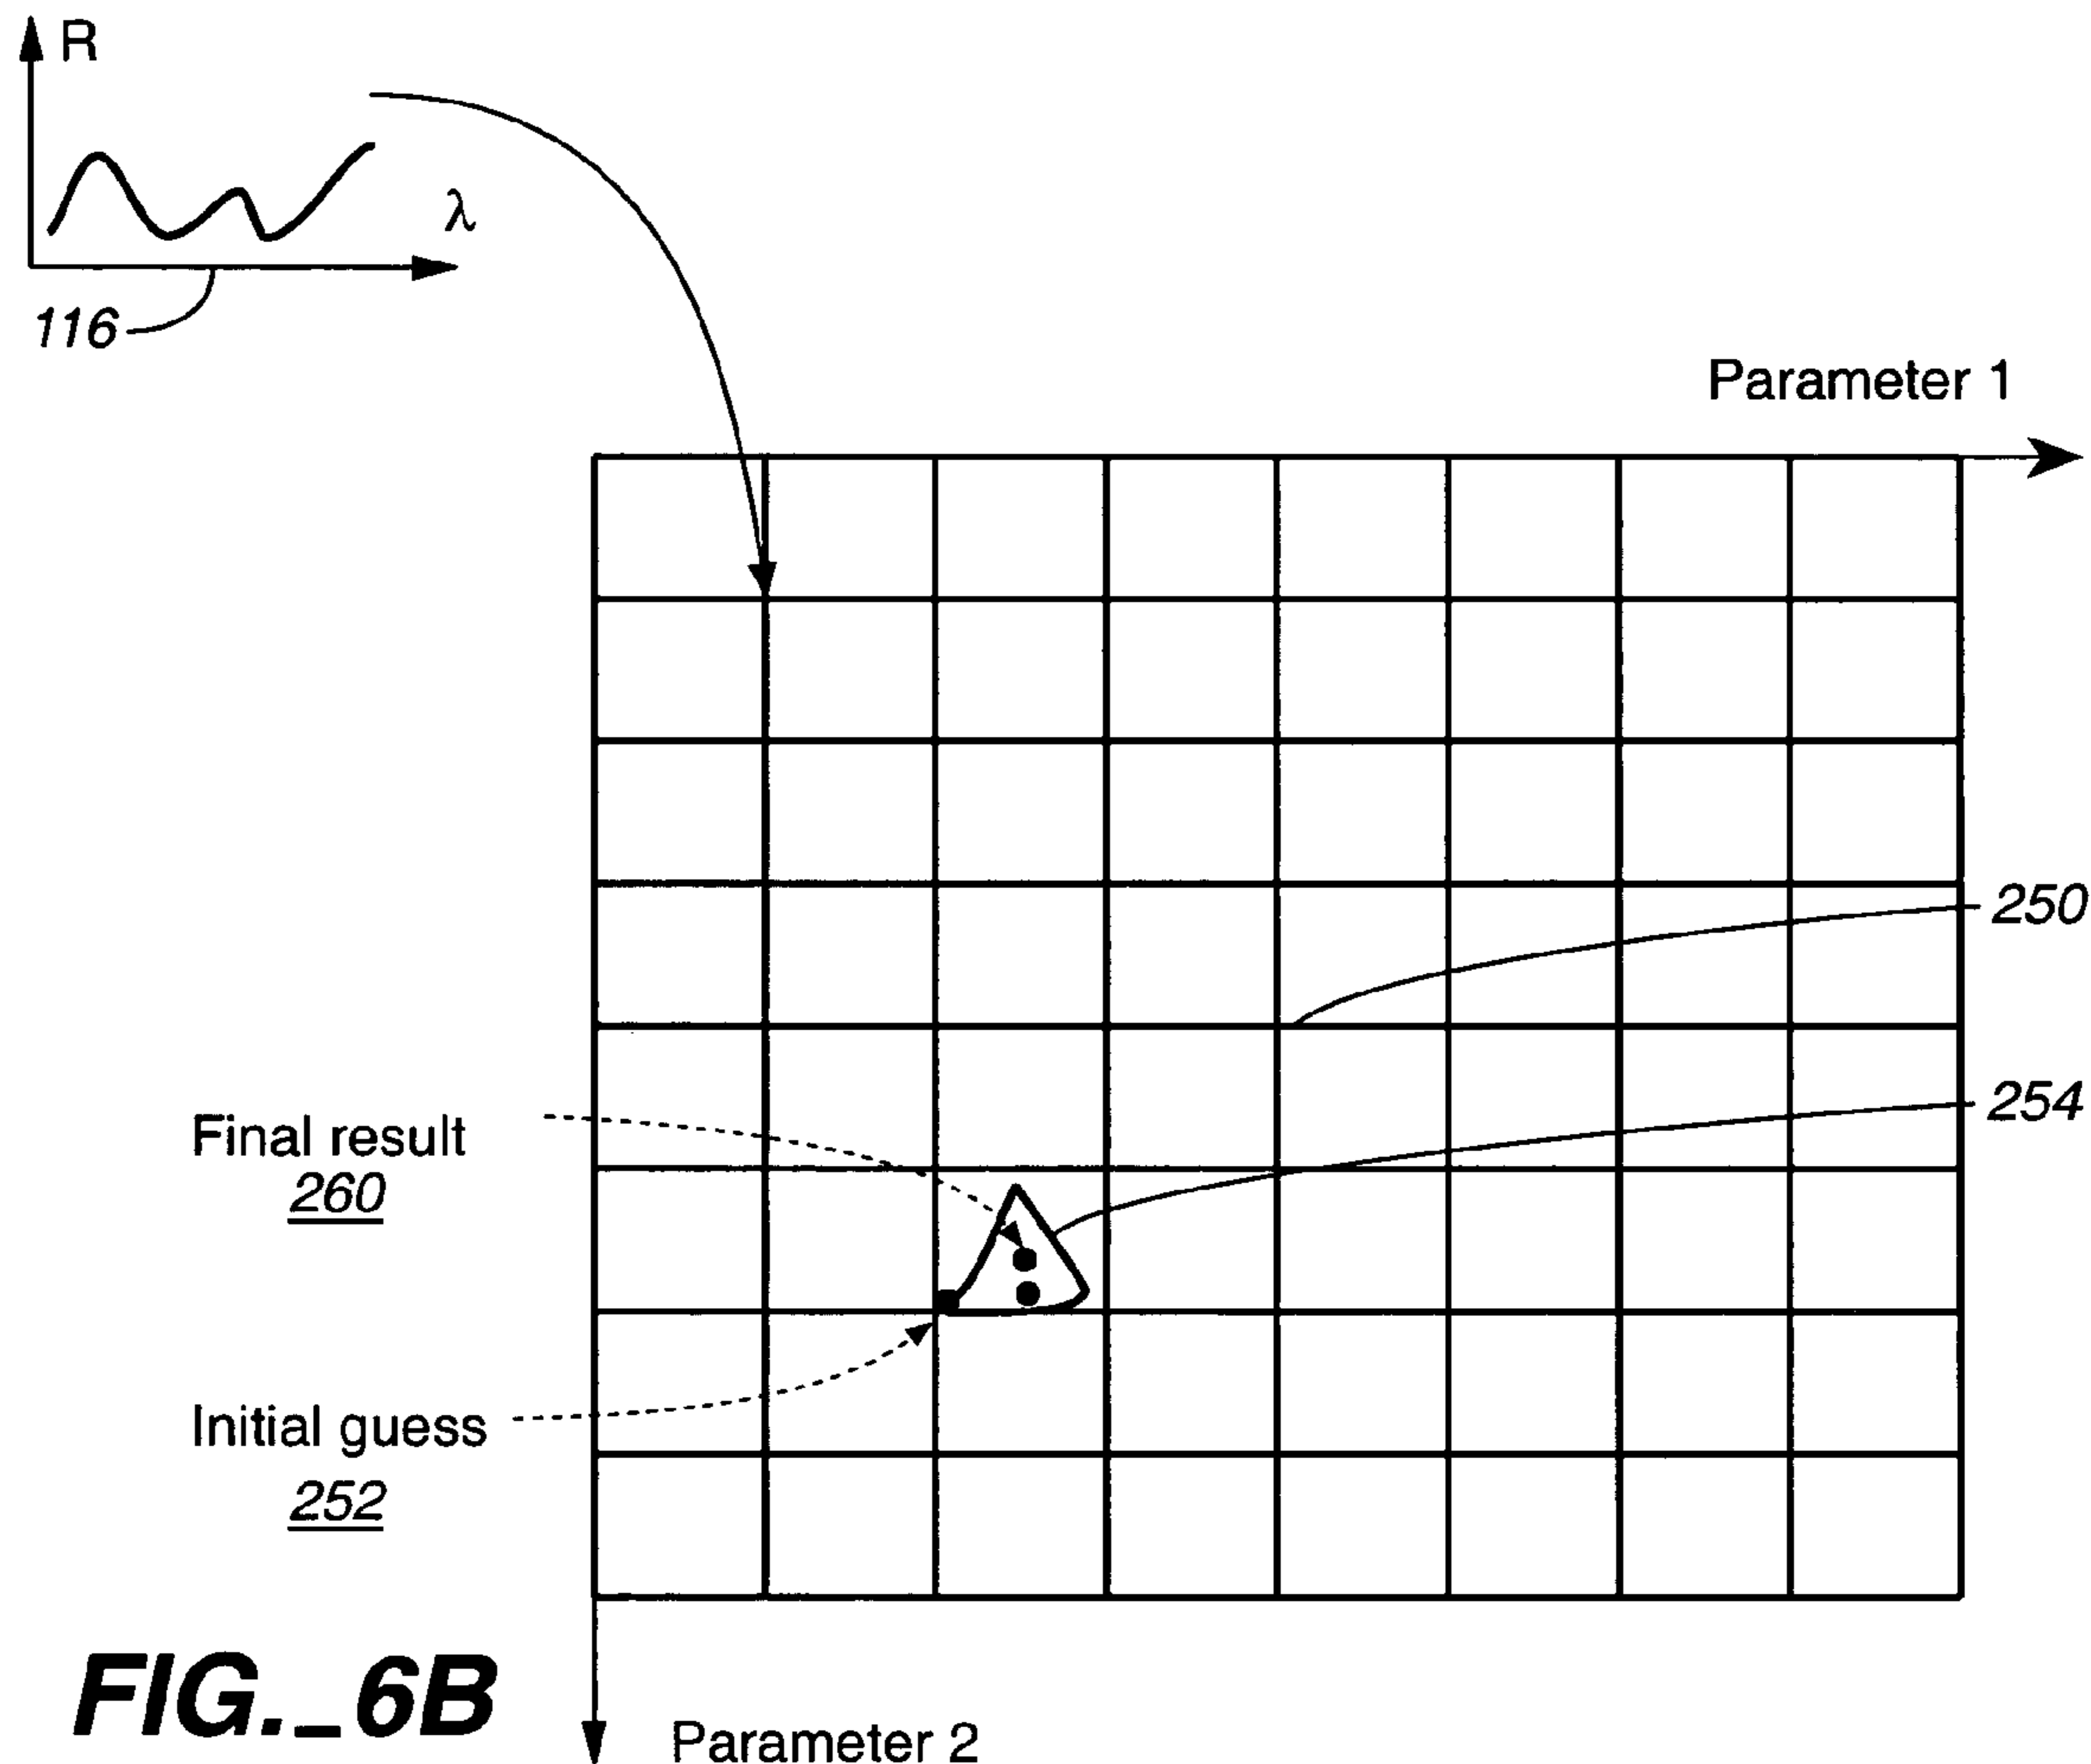 R
λ
116
Parameter 1
250
254
Final result
260
Initial guess
252
FIG._6B
Parameter 2